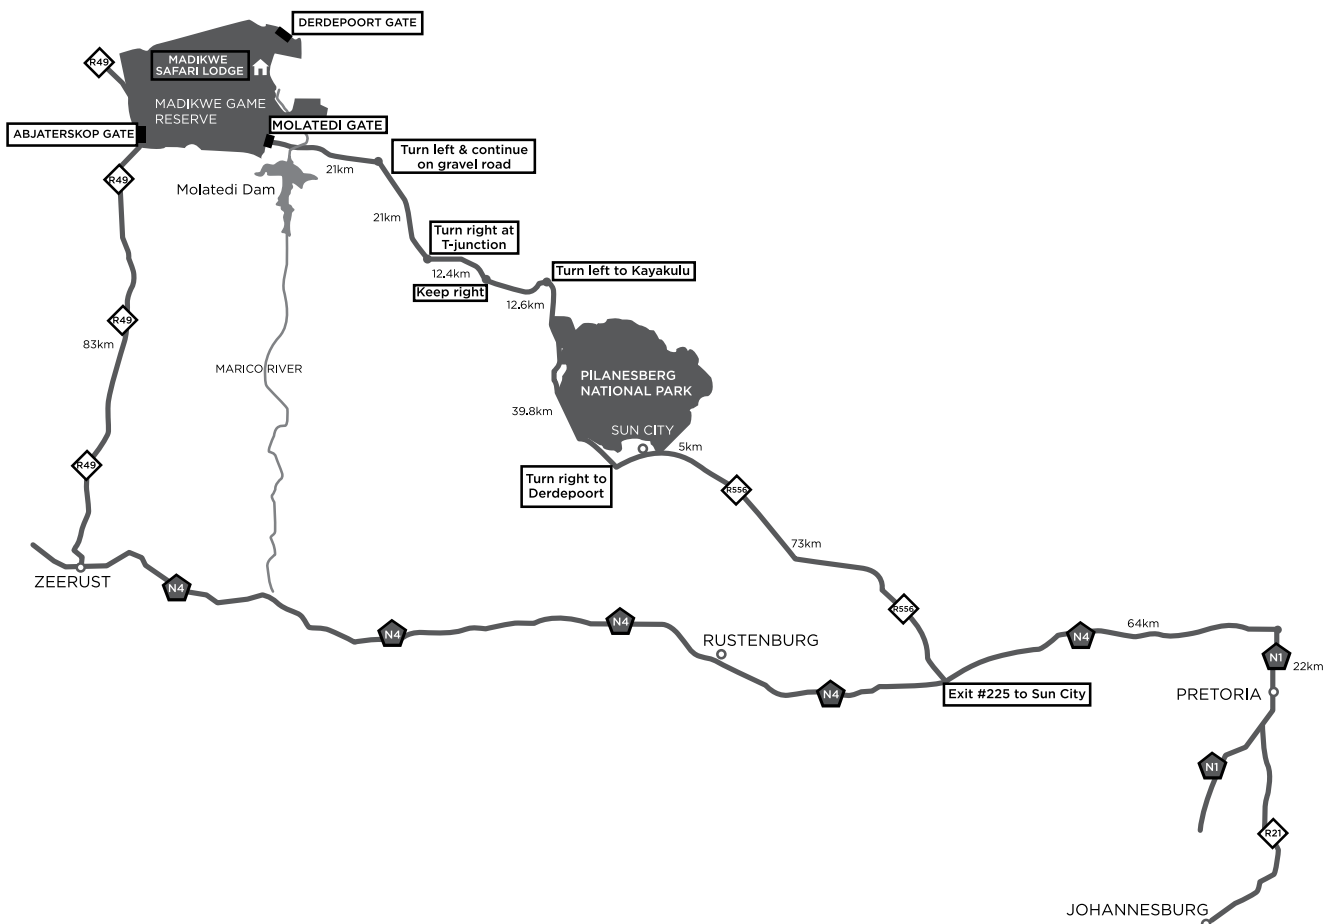 DERDEPOORT GATE
R49
MADIKWE
SAFARI LODGE
MADIKWE GAME
RESERVE
ABJATERSKOP GATE
MOLATEDI GATE
Turn left & continue
on gravel road
21km
R49
Molatedi Dam
21km
Turn right at
T-junction
12.4km
Turn left to Kayakulu
Keep right
12.6km
R49
83km
MARICO RIVER
PILANESBERG
NATIONAL PARK
39.8km
SUN CITY
5km
R49
Turn right to
Derdepoort
R556
73km
ZEERUST
N4
R556
N4
N4
RUSTENBURG
N4
64km
N1
22km
N4
Exit #225 to Sun City
PRETORIA
N1
R21
JOHANNESBURG